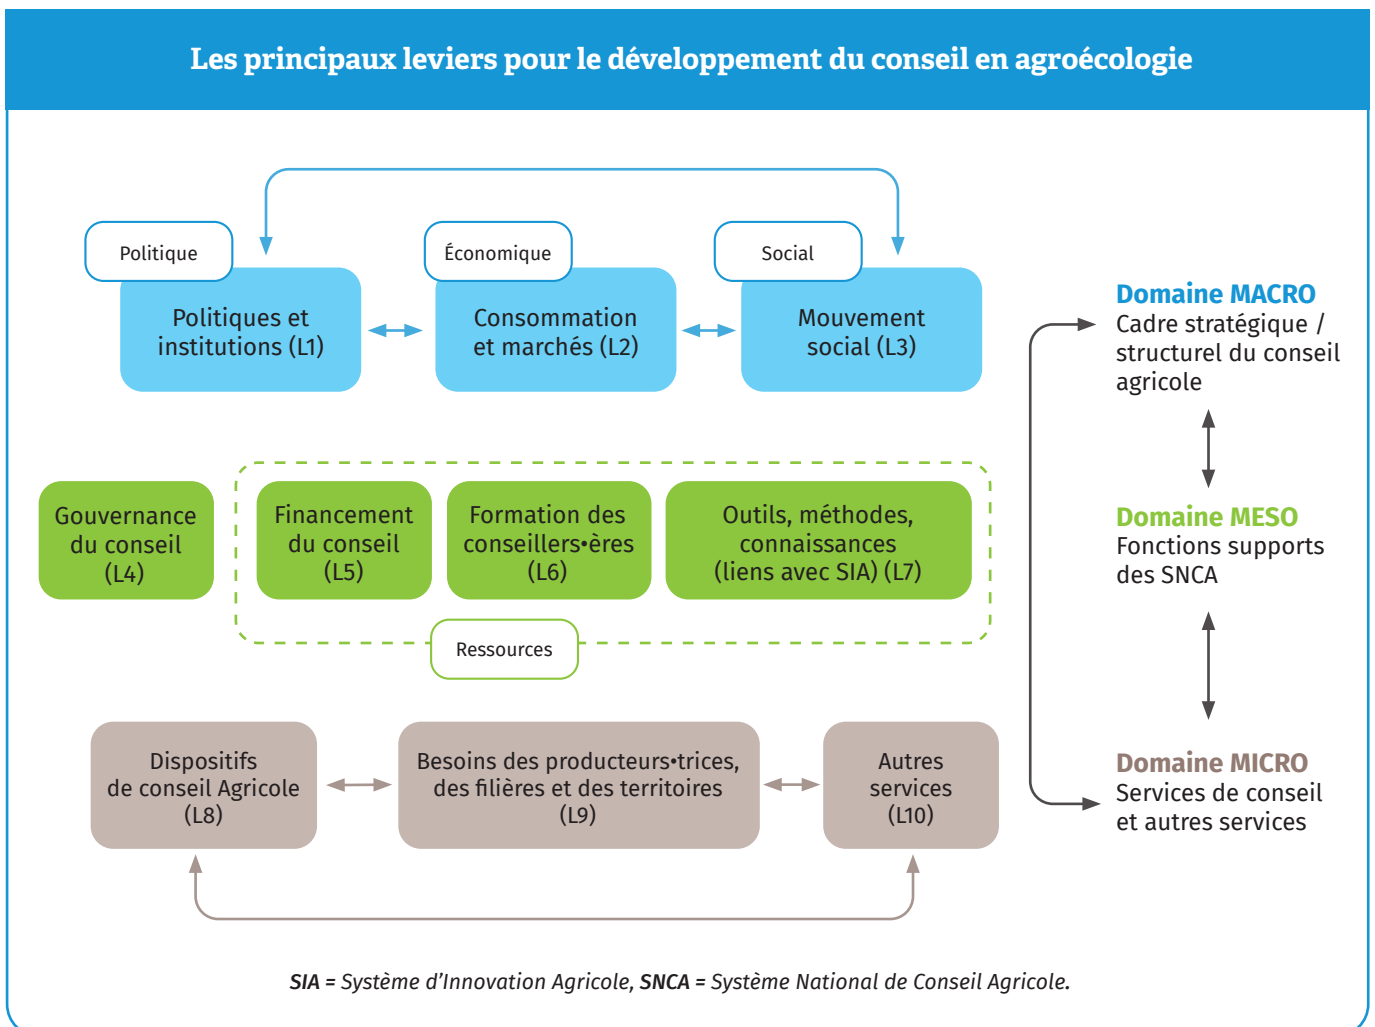 Les principaux leviers pour le développement du conseil en agroécologie
Politique
Économique
Social
Politiques et
institutions (L1)
Consommation
et marchés (L2)
Mouvement
social (L3)
Domaine MACRO
Cadre stratégique /
structurel du conseil
agricole
Gouvernance
du conseil
(L4)
Financement
du conseil
(L5)
Formation des
conseillers•ères
(L6)
Outils, méthodes,
connaissances
(liens avec SIA) (L7)
Ressources
Domaine MESO
Fonctions supports
des SNCA
Dispositifs
de conseil Agricole
(L8)
Besoins des producteurs•trices,
des filières et des territoires
(L9)
Autres
services
(L10)
Domaine MICRO
Services de conseil
et autres services
SIA = Système d'Innovation Agricole, SNCA = Système National de Conseil Agricole.